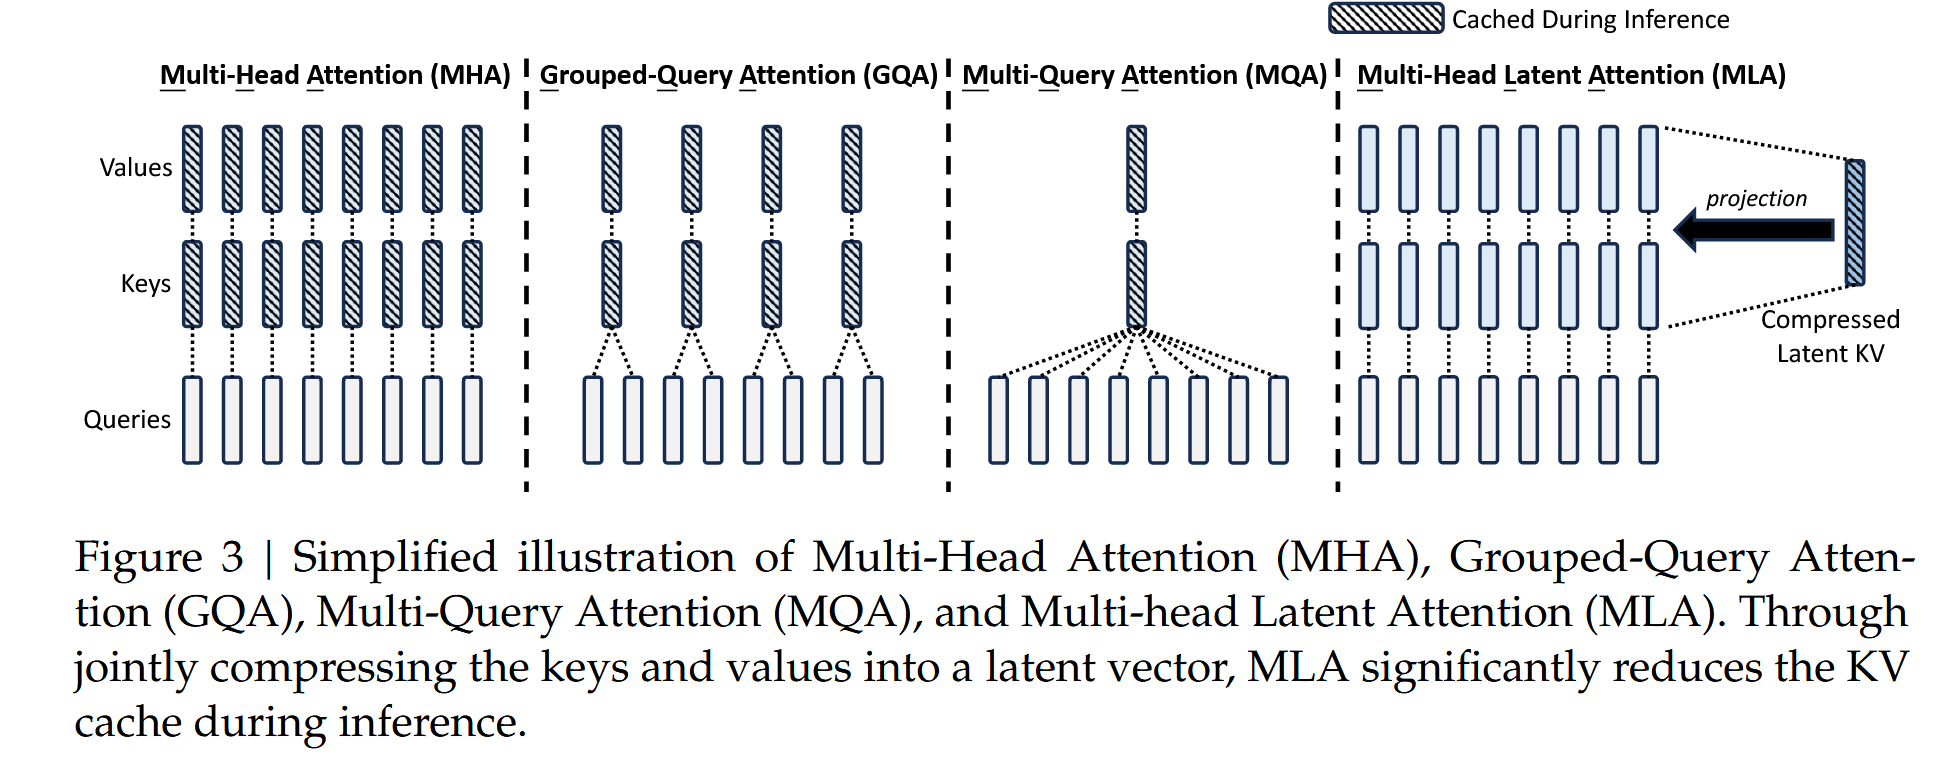 Cached During Inference
Multi-Head Attention (MHA)
Grouped-Query Attention (GQA)
Multi-Query Attention (MQA)
Multi-Head Latent Attention (MLA)
Values
Keys
Queries
projection
Compressed
Latent KV
Figure 3 | Simplified illustration of Multi-Head Attention (MHA), Grouped-Query Atten-
tion (GQA), Multi-Query Attention (MQA), and Multi-head Latent Attention (MLA). Through
jointly compressing the keys and values into a latent vector, MLA significantly reduces the KV
cache during inference.